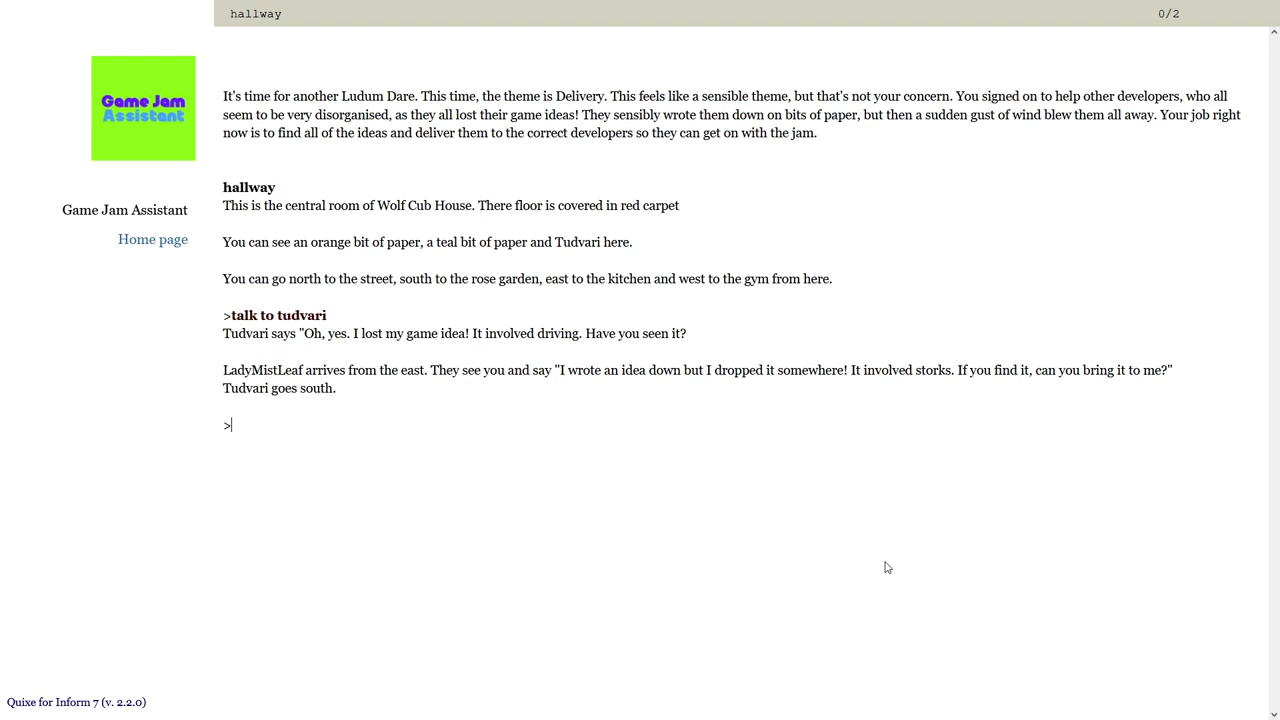 hallway 0/2
Game Jam
Assistant
Game Jam Assistant
Home page
It's time for another Ludum Dare. This time, the theme is Delivery. This feels like a sensible theme, but that's not your concern. You signed on to help other developers, who all
seem to be very disorganised, as they all lost their game ideas! They sensibly wrote them down on bits of paper, but then a sudden gust of wind blew them all away. Your job right
now is to find all of the ideas and deliver them to the correct developers so they can get on with the jam.
hallway
This is the central room of Wolf Cub House. There floor is covered in red carpet
You can see an orange bit of paper, a teal bit of paper and Tudvari here.
You can go north to the street, south to the rose garden, east to the kitchen and west to the gym from here.
>talk to tudvari
Tudvari says "Oh, yes. I lost my game idea! It involved driving. Have you seen it?
LadyMistLeaf arrives from the east. They see you and say "I wrote an idea down but I dropped it somewhere! It involved storks. If you find it, can you bring it to me?"
Tudvari goes south.
>
Quixe for Inform 7 (v. 2.2.0)